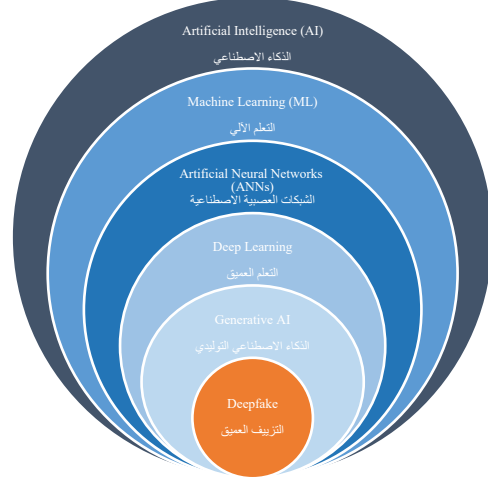 Artificial Intelligence (AI)
الذكاء الاصطناعي
Machine Learning (ML)
التعلم الآلي
Artificial Neural Networks
(ANNs)
الشبكات العصبية الاصطناعية
Deep Learning
التعلم العميق
Generative AI
الذكاء الاصطناعي التوليدي
Deepfake
التزييف العميق